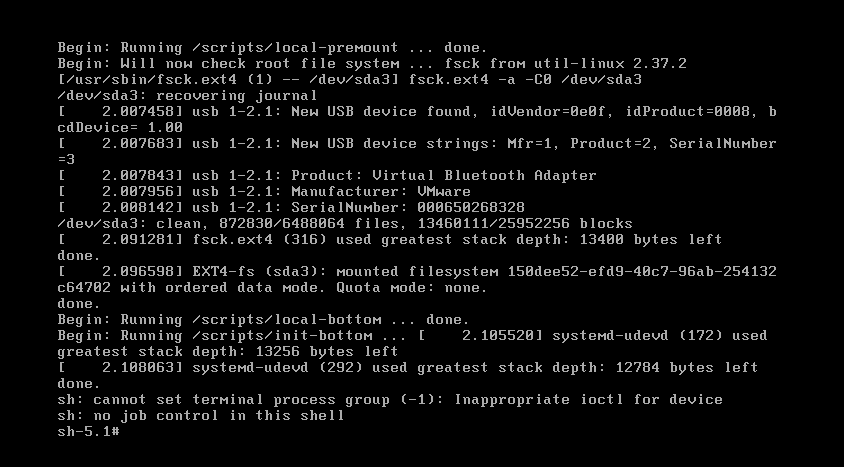 Begin: Running /scripts/local-premount ... done.
Begin: Will now check root file system ... fsck from util-linux 2.37.2
[/usr/sbin/fsck.ext4 (1) -- /dev/sda3] fsck.ext4 -a -C0 /dev/sda3
/dev/sda3: recovering journal
[    2.007458] usb 1-2.1: New USB device found, idVendor=0e0f, idProduct=0008, b
cdDevice= 1.00
[    2.007683] usb 1-2.1: New USB device strings: Mfr=1, Product=2, SerialNumber
=3
[    2.007843] usb 1-2.1: Product: Virtual Bluetooth Adapter
[    2.007956] usb 1-2.1: Manufacturer: VMware
[    2.008142] usb 1-2.1: SerialNumber: 000650268328
/dev/sda3: clean, 872830/6488064 files, 13460111/25952256 blocks
[    2.091281] fsck.ext4 (316) used greatest stack depth: 13400 bytes left
done.
[    2.096598] EXT4-fs (sda3): mounted filesystem 150dee52-efd9-40c7-96ab-254132
c64702 with ordered data mode. Quota mode: none.
done.
Begin: Running /scripts/local-bottom ... done.
Begin: Running /scripts/init-bottom ... [    2.105520] systemd-udevd (172) used
greatest stack depth: 13256 bytes left
[    2.108063] systemd-udevd (292) used greatest stack depth: 12784 bytes left
done.
sh: cannot set terminal process group (-1): Inappropriate ioctl for device
sh: no job control in this shell
sh-5.1#